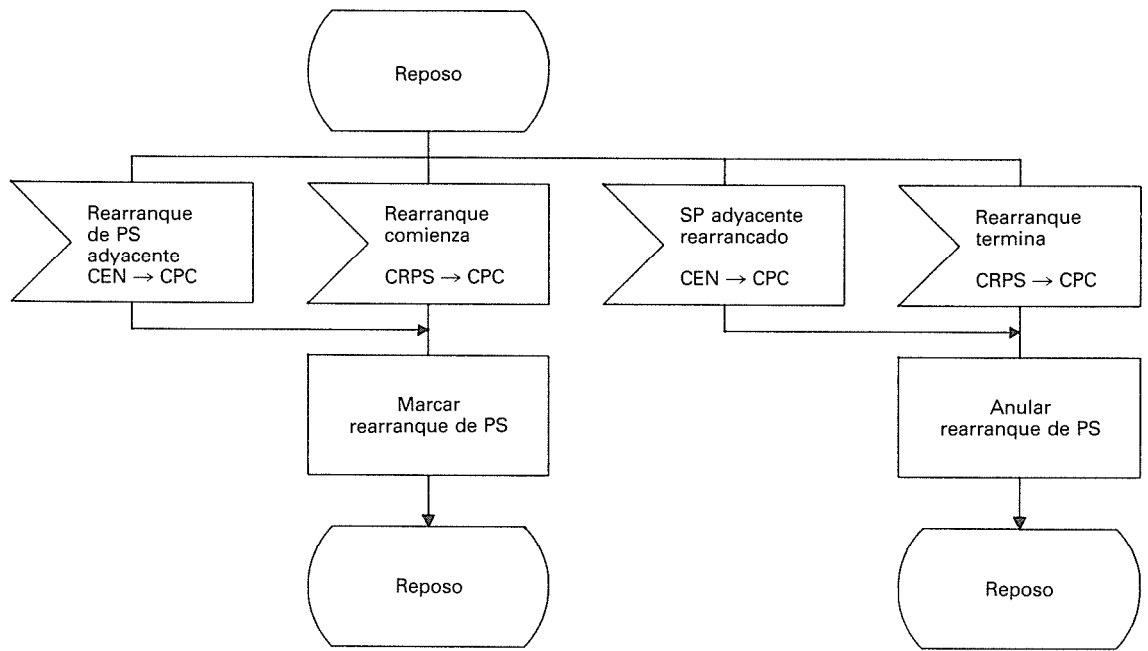 Reposo
Rearranque
de PS
adyacente
CEN → CPC
Rearranque
comienza
CRPS → CPC
SP adyacente
rearrancado
CEN → CPC
Rearranque
termina
CRPS → CPC
Marcar
rearranque de PS
Anular
rearranque de PS
Reposo
Reposo